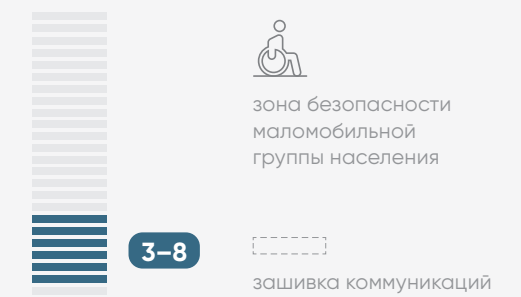 зона безопасности
маломобильной
группы населения
3–8
зашивка коммуникаций